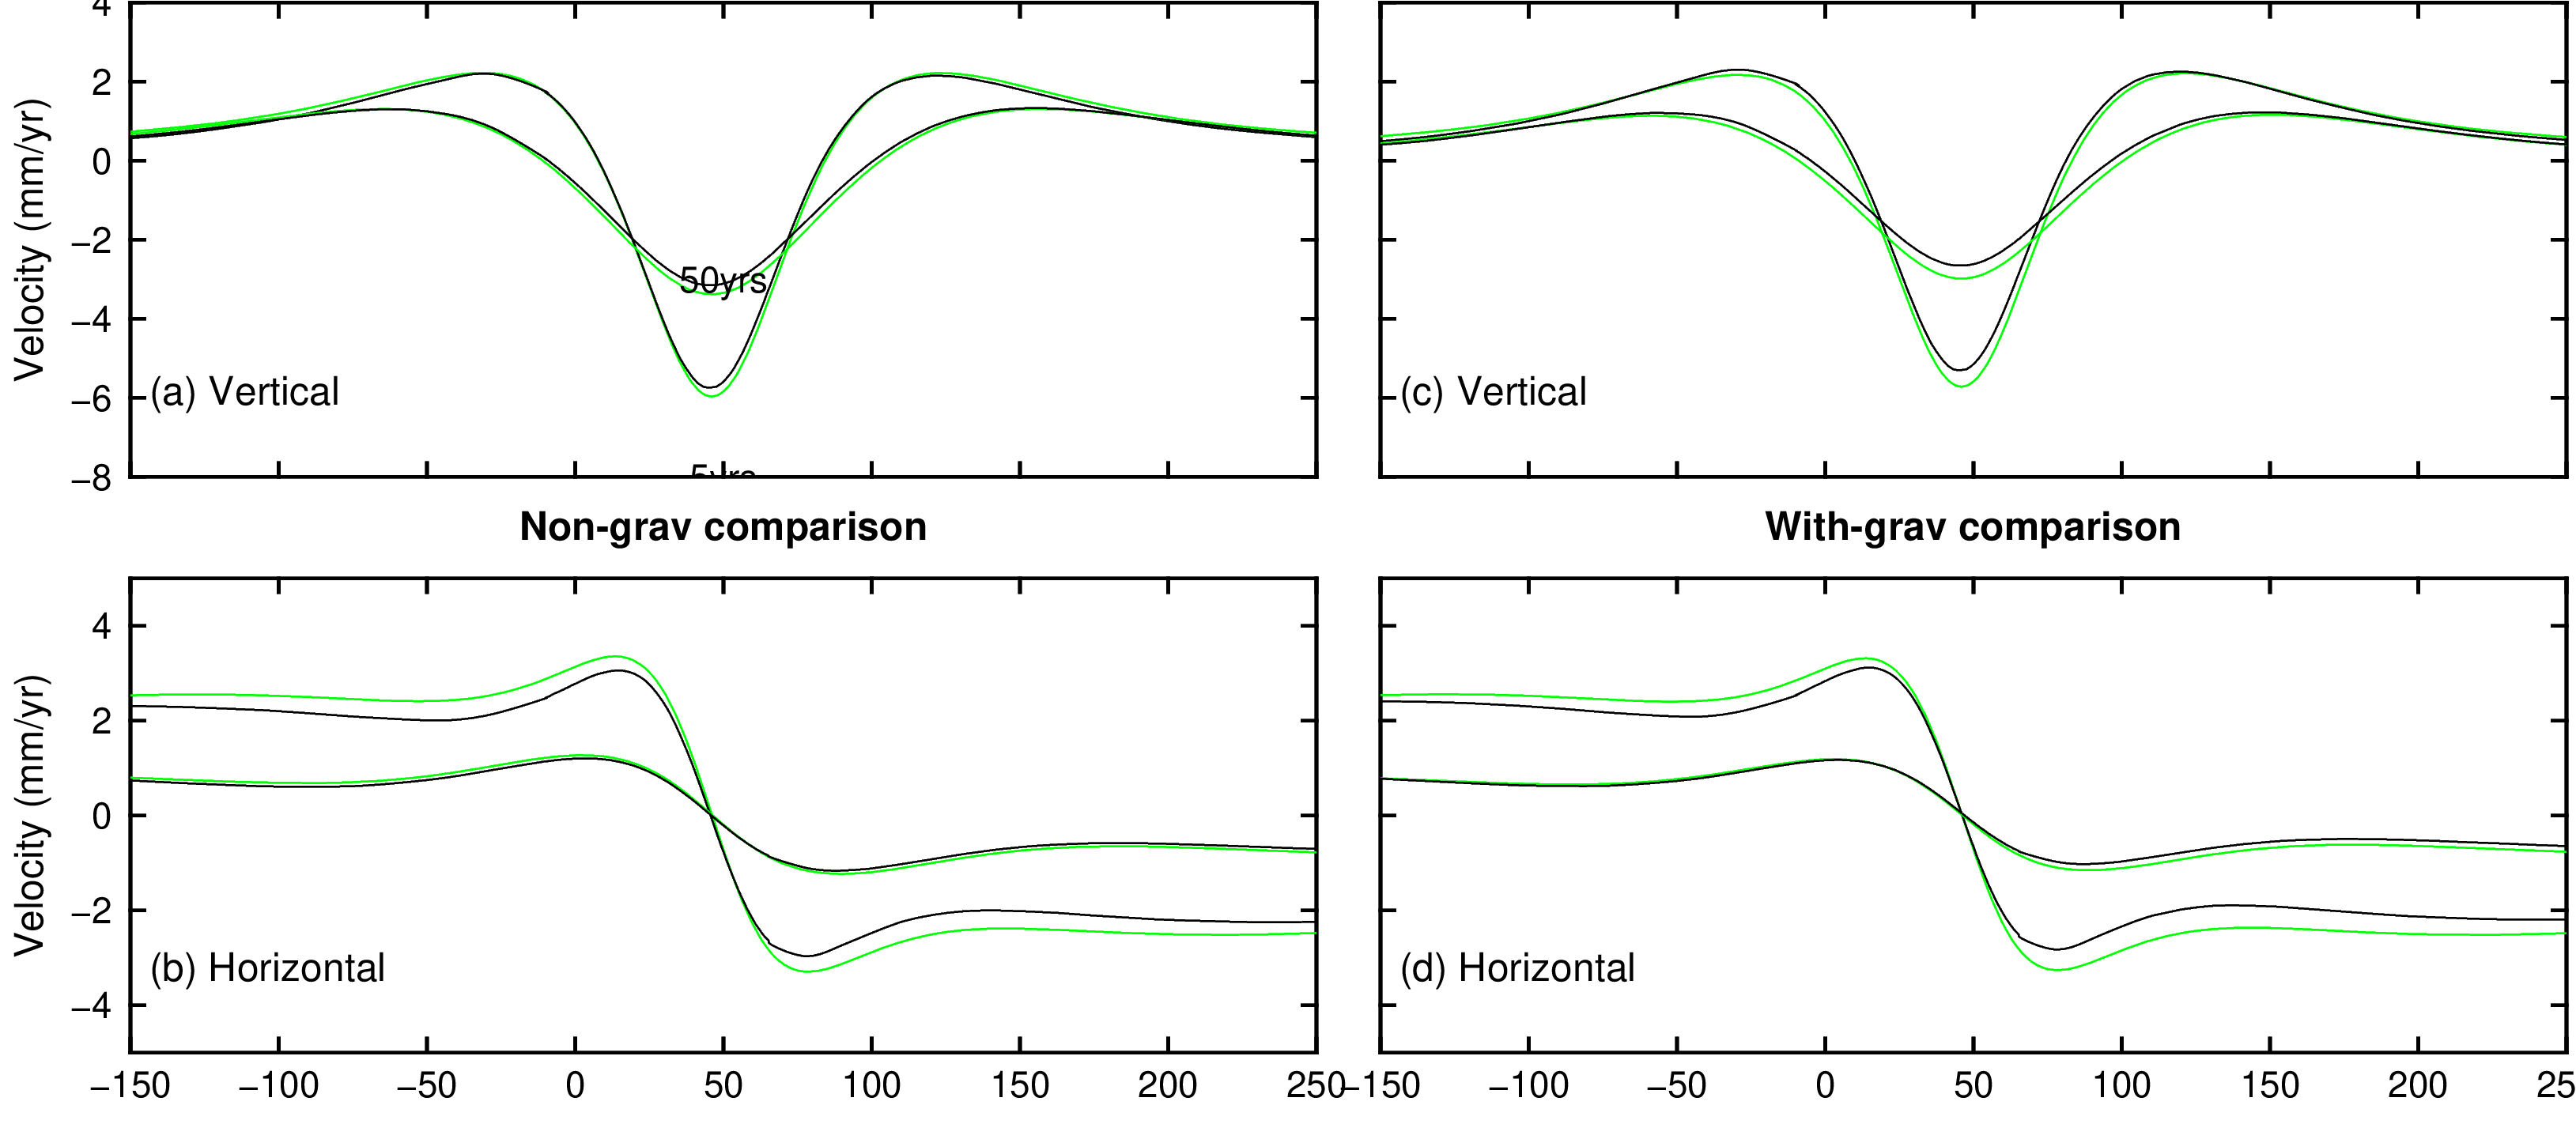 4
2
0
−2
−4
−6
−8
Velocity (mm/yr)
50yrs
5yrs
(a) Vertical
(c) Vertical
Non-grav comparison
With-grav comparison
4
2
0
−2
−4
Velocity (mm/yr)
(b) Horizontal
(d) Horizontal
−150 −100 −50 0 50 100 150 200 250
−150 −100 −50 0 50 100 150 200 25